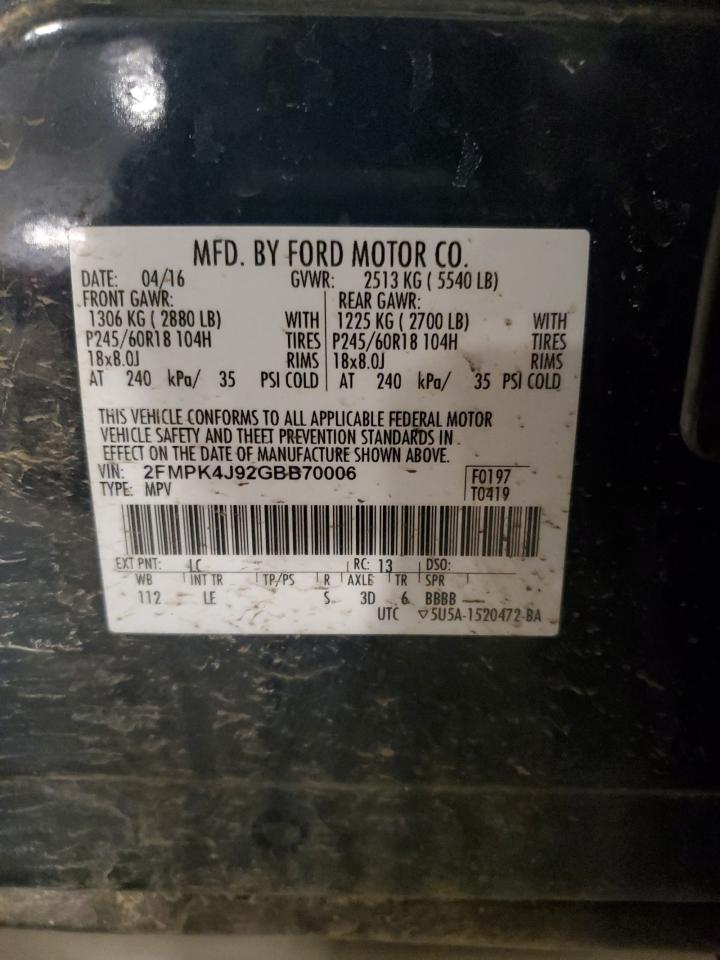 MFD. BY FORD MOTOR CO.
DATE: 04/16 GVWR: 2513 KG ( 5540 LB)
FRONT GAWR: REAR GAWR:
1306 KG ( 2880 LB) WITH 1225 KG ( 2700 LB) WITH
P245/60R18 104H TIRES P245/60R18 104H TIRES
18x8.0J RIMS 18x8.0J RIMS
AT 240 kPa/ 35 PSI COLD AT 240 kPa/ 35 PSI COLD
THIS VEHICLE CONFORMS TO ALL APPLICABLE FEDERAL MOTOR
VEHICLE SAFETY AND THEFT PREVENTION STANDARDS IN
EFFECT ON THE DATE OF MANUFACTURE SHOWN ABOVE.
VIN: 2FMPK4J92GBB70006 F0197
TYPE: MPV T0419
EXT PNT: LC RC: 13 DSO:
WB INT TR TP/PS R AXLE TR SPR
112 LE S 3D 6 BBBB
UTC ▽5U5A-1520472-BA